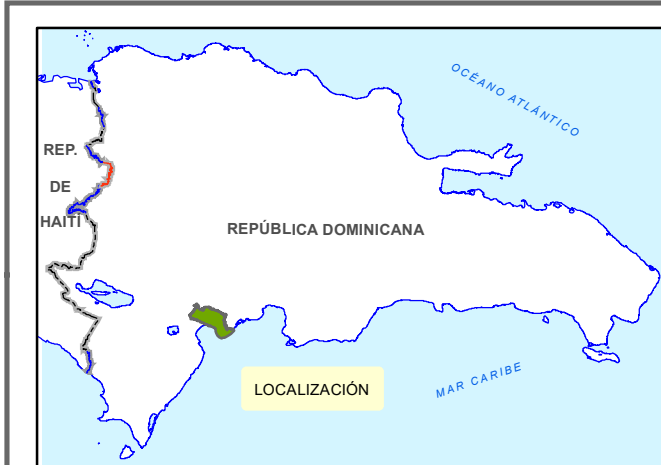 OCÉANO ATLÁNTICO
REP.
DE
HAITÍ
REPÚBLICA DOMINICANA
MAR CARIBE
LOCALIZACIÓN